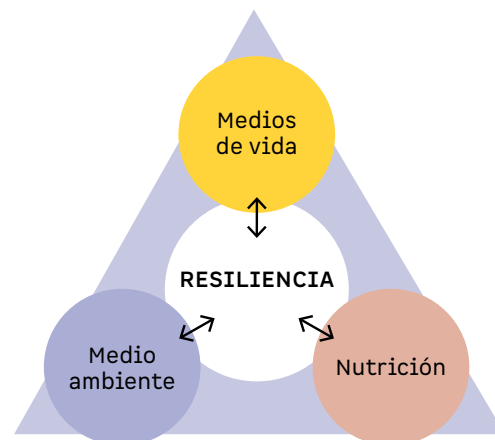 Medios
de vida
RESILIENCIA
Medio
ambiente
Nutrición